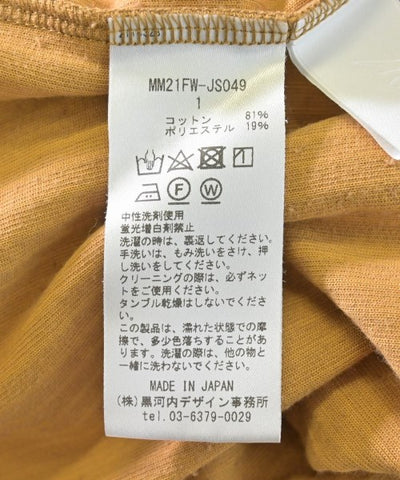 MM21FW-JS049
1
コットン 81%
ポリエステル 19%
F W
中性洗剤使用
蛍光増白剤禁止
洗濯の時は、裏返してください。
手洗いは、もみ洗いをさけ、押
し洗いをしてください。
クリーニングの際は、必ずネッ
トをご使用ください。
タンブル乾燥はしないでくださ
い。
この製品は、濡れた状態での摩
擦で、多少色落ちすることがあ
ります。洗濯の際は、他の物と
一緒に洗わないでください。
MADE IN JAPAN
(株)黒河内デザイン事務所
tel.03-6379-0029